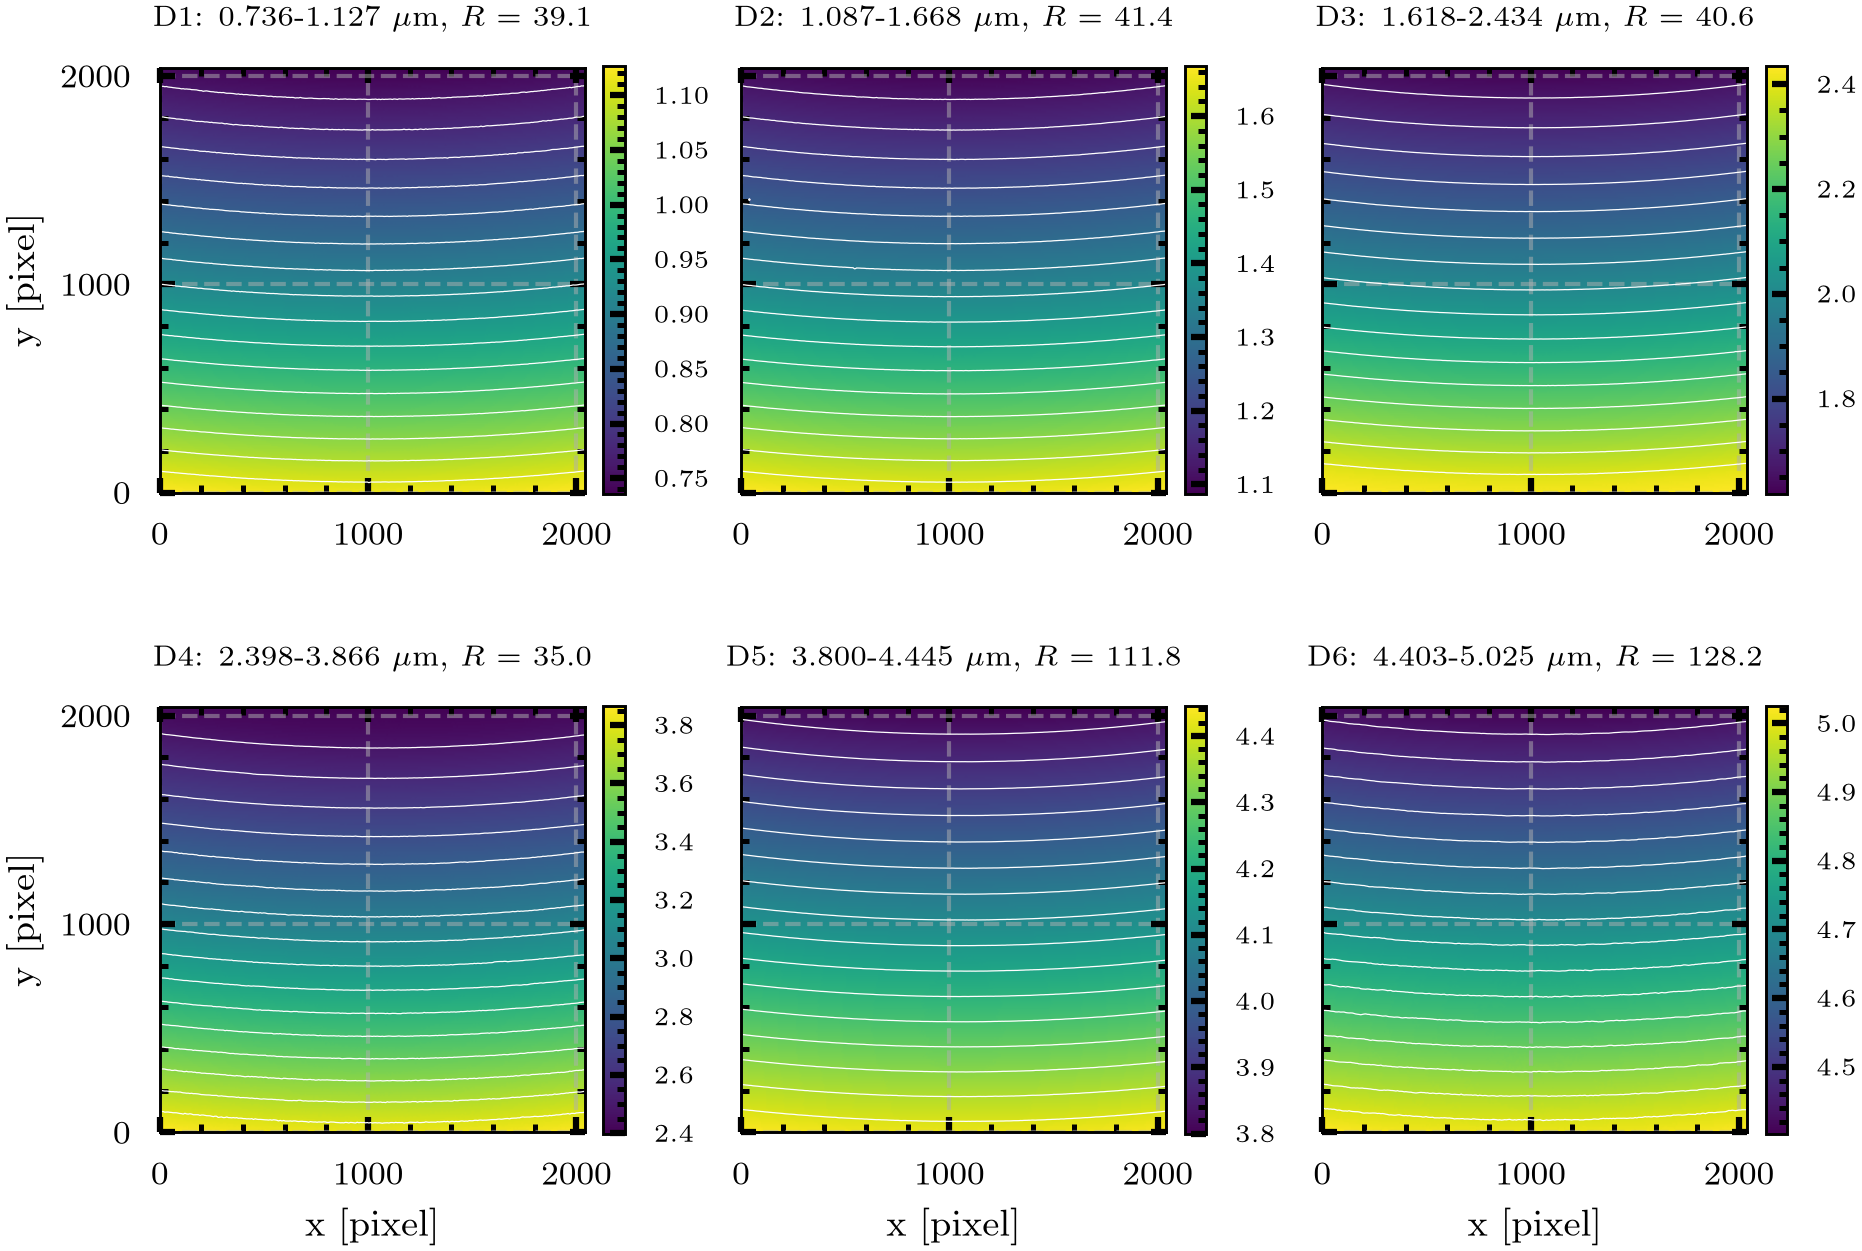 D1: 0.736-1.127 μm, R = 39.1
D2: 1.087-1.668 μm, R = 41.4
D3: 1.618-2.434 μm, R = 40.6
y [pixel]
2000
1000
0
0 1000 2000
1.10
1.05
1.00
0.95
0.90
0.85
0.80
0.75
0 1000 2000
1.6
1.5
1.4
1.3
1.2
1.1
0 1000 2000
2.4
2.2
2.0
1.8
D4: 2.398-3.866 μm, R = 35.0
D5: 3.800-4.445 μm, R = 111.8
D6: 4.403-5.025 μm, R = 128.2
y [pixel]
2000
1000
0
0 1000 2000
x [pixel]
3.8
3.6
3.4
3.2
3.0
2.8
2.6
2.4
0 1000 2000
x [pixel]
4.4
4.3
4.2
4.1
4.0
3.9
3.8
0 1000 2000
x [pixel]
5.0
4.9
4.8
4.7
4.6
4.5